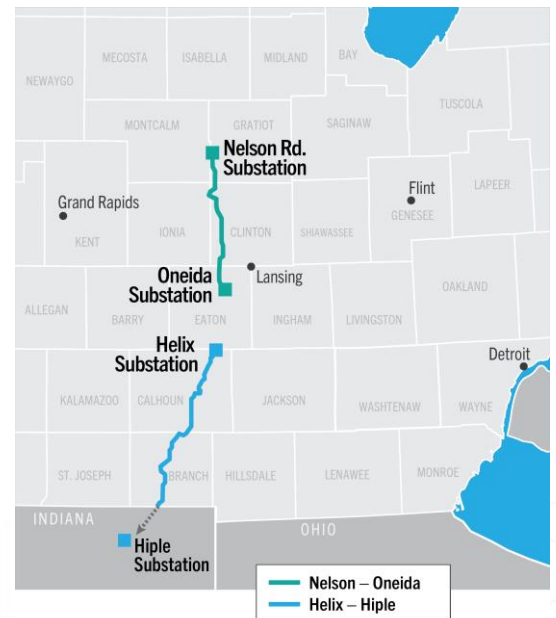 MECOSTA
ISABELLA
MIDLAND
BAY
NEWAYGO
TUSCOLA
MONTCALM
GRATIOT
SAGINAW
Nelson Rd.
Substation
Grand Rapids
Flint
LAPEER
GENESEE
KENT
IONIA
CLINTON
SHIAWASSEE
Oneida
Substation
Lansing
OAKLAND
ALLEGAN
BARRY
EATON
INGHAM
LIVINGSTON
Helix
Substation
Detroit
KALAMAZOO
CALHOUN
JACKSON
WASHTENAW
WAYNE
ST. JOSEPH
BRANCH
HILLSDALE
LENAWEE
MONROE
INDIANA
OHIO
Hiple
Substation
Nelson – Oneida
Helix – Hiple